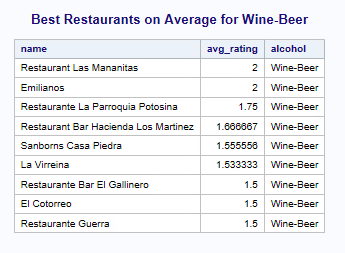 Best Restaurants on Average for Wine-Beer
name avg_rating alcohol
Restaurant Las Mananitas 2 Wine-Beer
Emilianos 2 Wine-Beer
Restaurante La Parroquia Potosina 1.75 Wine-Beer
Restaurant Bar Hacienda Los Martinez 1.666667 Wine-Beer
Sanborns Casa Piedra 1.555556 Wine-Beer
La Virreina 1.533333 Wine-Beer
Restaurante Bar El Gallinero 1.5 Wine-Beer
El Cotorreo 1.5 Wine-Beer
Restaurante Guerra 1.5 Wine-Beer